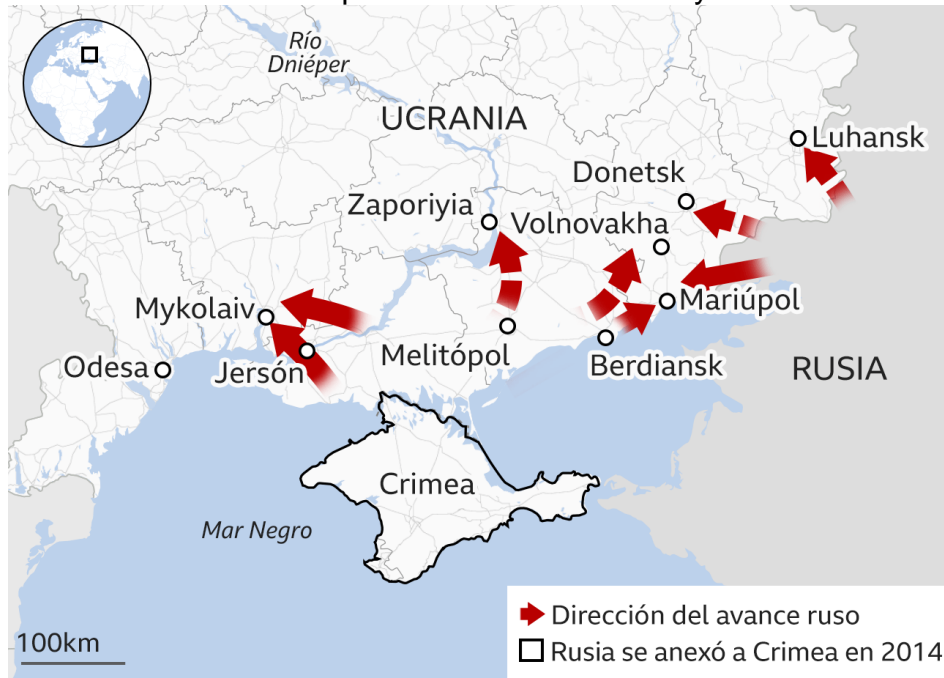 Río
Dniéper
UCRANIA
Luhansk
Donetsk
Zaporiyia
Volnovakha
Mykolaiv
Mariúpol
Odesa
Jersón
Melitópol
Berdiansk
RUSIA
Crimea
Mar Negro
100km
Dirección del avance ruso
Rusia se anexó a Crimea en 2014